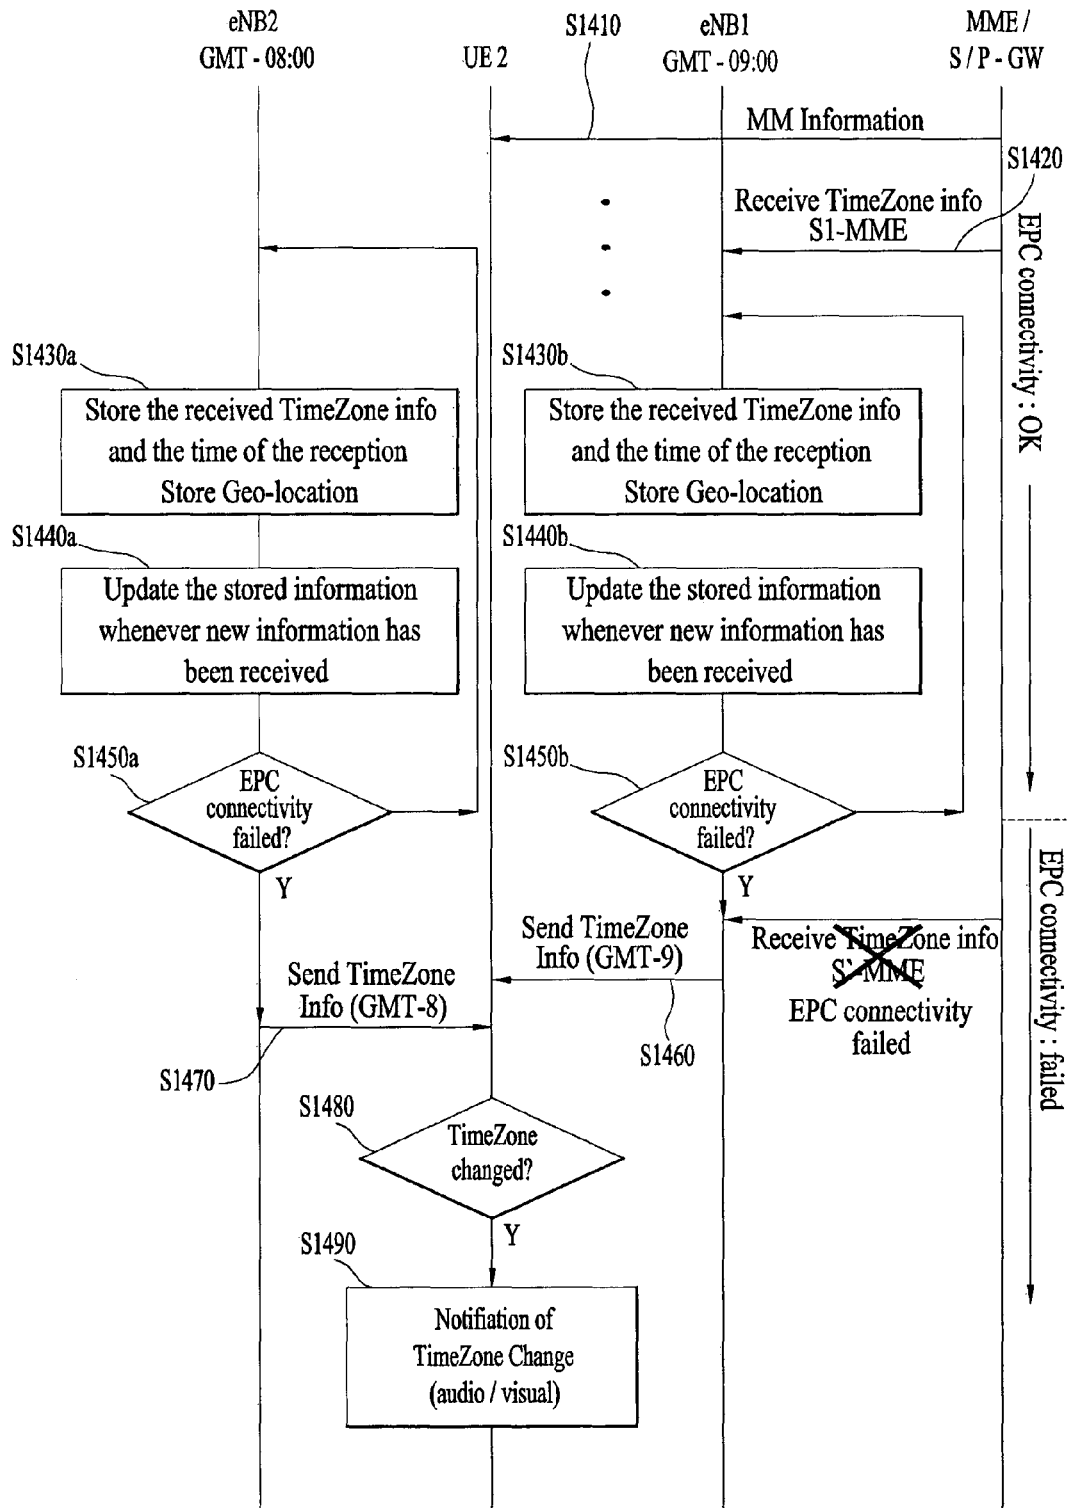 eNB2
GMT - 08:00
UE 2
S1410
eNB1
GMT - 09:00
MME /
S / P - GW
MM Information
S1420
Receive TimeZone info
S1-MME
EPC connectivity : OK
S1430a
Store the received TimeZone info
and the time of the reception
Store Geo-location
S1430b
Store the received TimeZone info
and the time of the reception
Store Geo-location
S1440a
Update the stored information
whenever new information has
been received
S1440b
Update the stored information
whenever new information has
been received
S1450a
EPC
connectivity
failed?
Y
S1450b
EPC
connectivity
failed?
Y
EPC connectivity : failed
Receive TimeZone info
S1-MME
EPC connectivity
failed
Send TimeZone
Info (GMT-9)
S1460
Send TimeZone
Info (GMT-8)
S1470
S1480
TimeZone
changed?
Y
S1490
Notifiation of
TimeZone Change
(audio / visual)